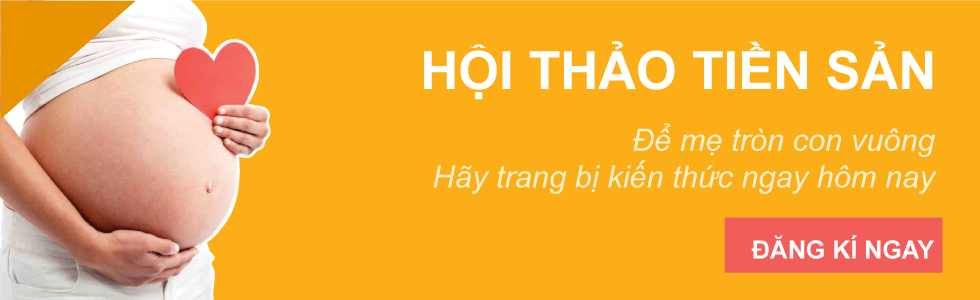 HỘI THẢO TIỀN SẢN
Để mẹ tròn con vuông
Hãy trang bị kiến thức ngay hôm nay
ĐĂNG KÍ NGAY